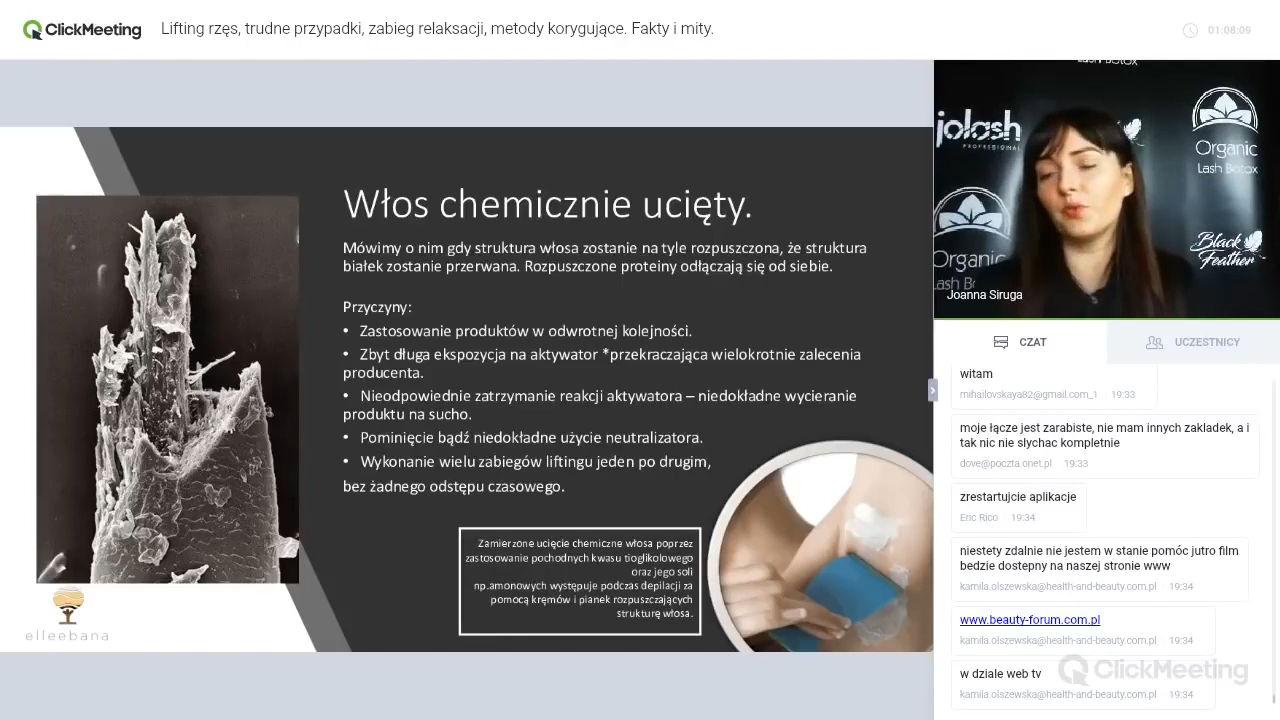 ClickMeeting
Lifting rzęs, trudne przypadki, zabieg relaksacji, metody korygujące. Fakty i mity.
01:08:09
Włos chemicznie ucięty.
Mówimy o nim gdy struktura włosa zostanie na tyle rozpuszczona, że struktura
białek zostanie przerwana. Rozpuszczone proteiny odłączają się od siebie.
Przyczyny:
• Zastosowanie produktów w odwrotnej kolejności.
• Zbyt długa ekspozycja na aktywator *przekraczająca wielokrotnie zalecenia
producenta.
• Nieodpowiednie zatrzymanie reakcji aktywatora – niedokładne wycieranie
produktu na sucho.
• Pominięcie bądź niedokładne użycie neutralizatora.
• Wykonanie wielu zabiegów liftingu jeden po drugim,
bez żadnego odstępu czasowego.
Zamierzone ucięcie chemiczne włosa poprzez
zastosowanie pochodnych kwasu tioglikolowego
oraz jego soli
np.amonowych występuje podczas depilacji za
pomocą kremów i pianek rozpuszczających
strukturę włosa.
elleebana
Lash Botox
jolash
PROFESSIONAL
Organic
Lash Botox
Organic
Lash B
Black
Feather
Joanna Siruga
CZAT
UCZESTNICY
witam
mihailovskaya82@gmail.com_1 19:33
moje łącze jest zarabiste, nie mam innych zakladek, a i
tak nic nie slychac kompletnie
dove@poczta.onet.pl 19:33
zrestartujcie aplikacje
Eric Rico 19:34
niestety zdalnie nie jestem w stanie pomóc jutro film
bedzie dostepny na naszej stronie www
kamila.olszewska@health-and-beauty.com.pl 19:34
www.beauty-forum.com.pl
kamila.olszewska@health-and-beauty.com.pl 19:34
w dziale web tv
kamila.olszewska@health-and-beauty.com.pl 19:34
ClickMeeting